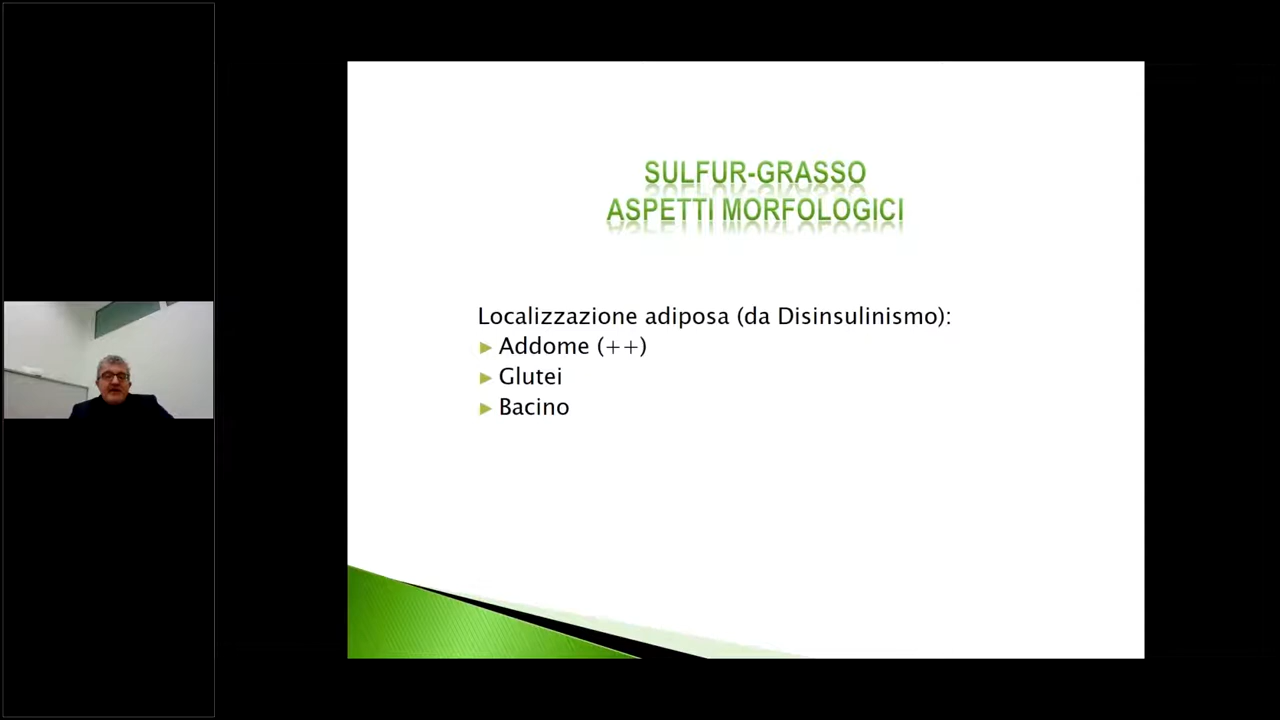 SULFUR-GRASSO
ASPETTI MORFOLOGICI
Localizzazione adiposa (da Disinsulinismo):
Addome (++)
Glutei
Bacino